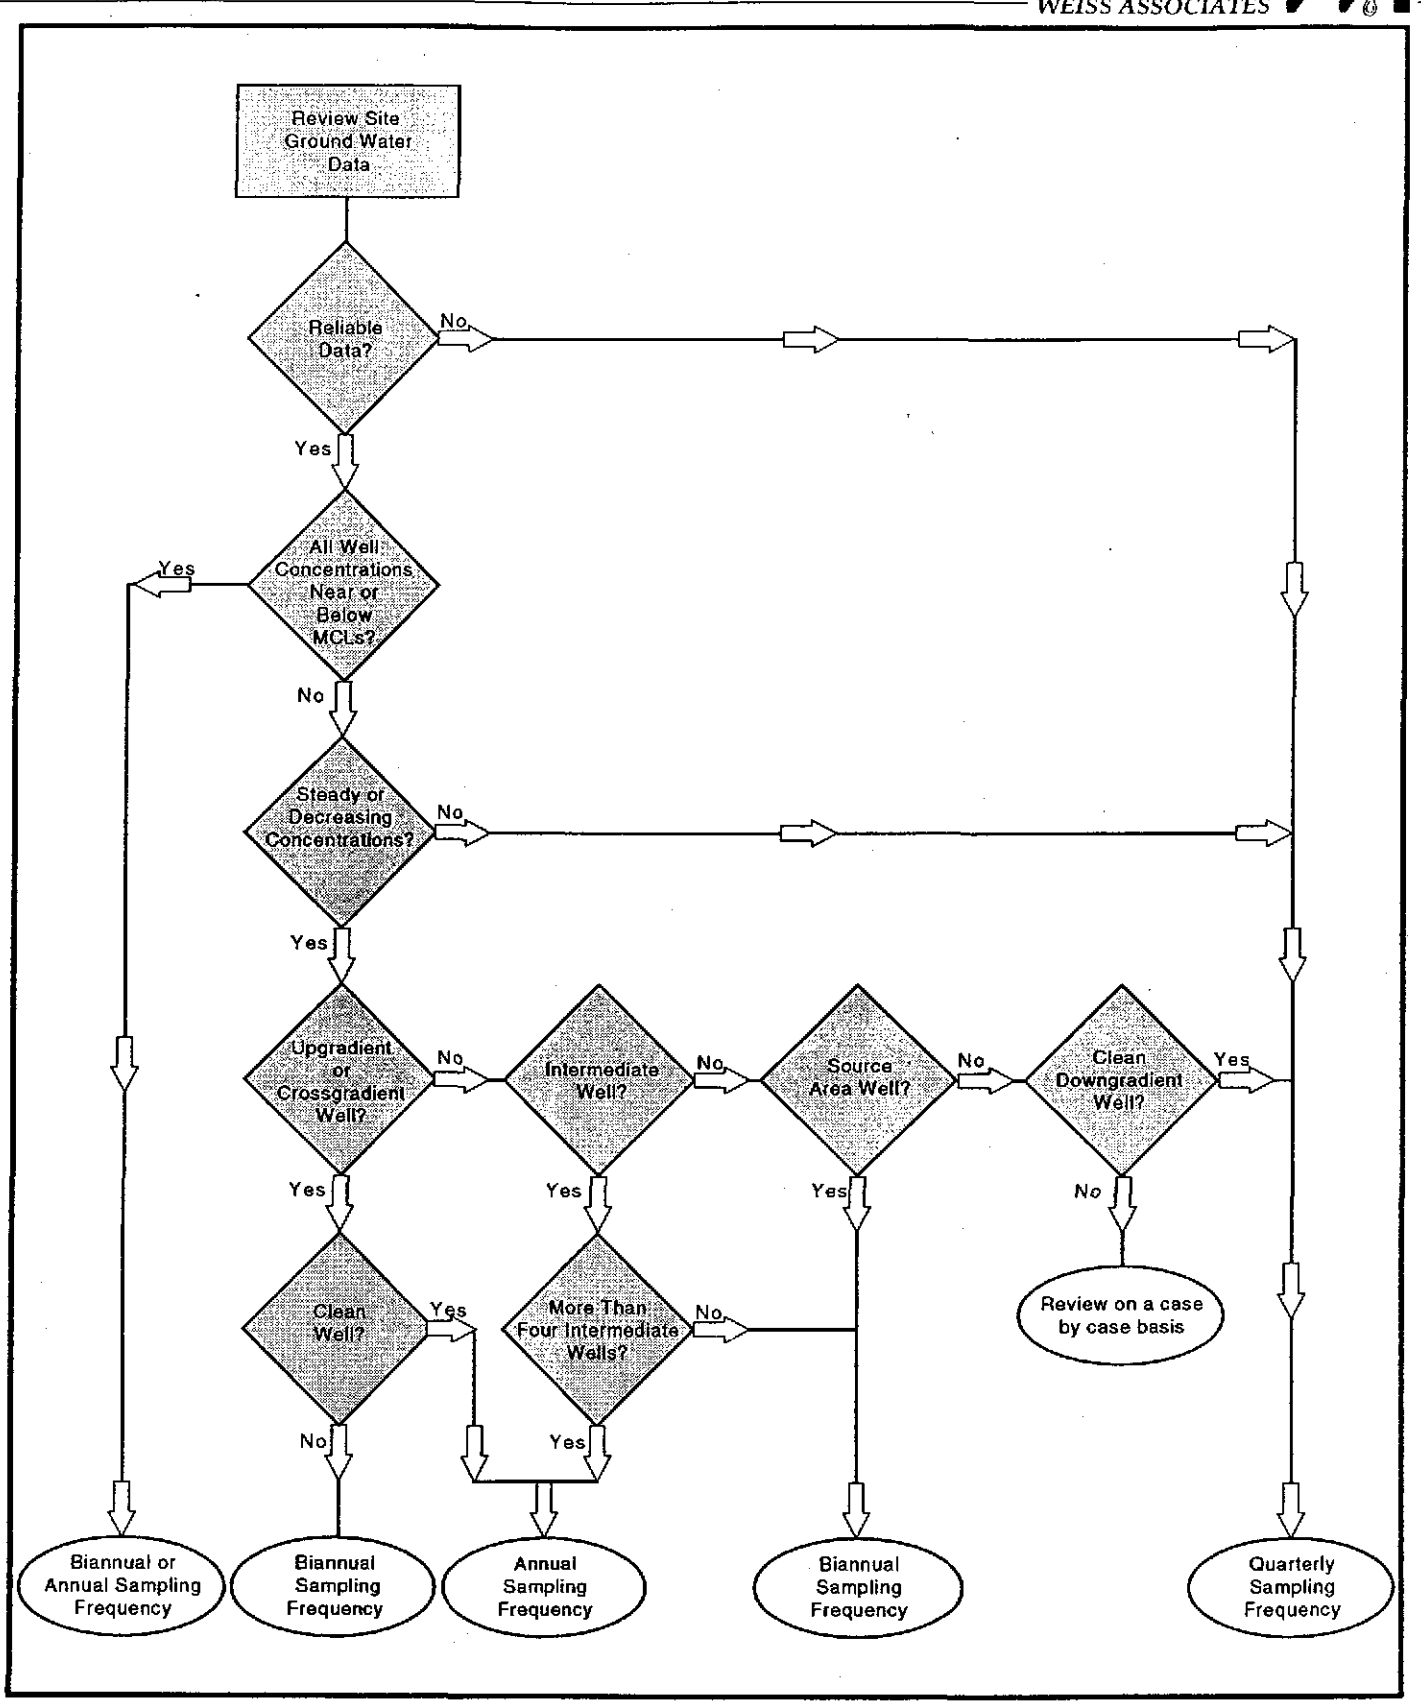 WEISS ASSOCIATES
Review Site
Ground Water
Data
Reliable
Data?
No
Yes
All Well
Concentrations
Near or
Below
MCLs?
Yes
No
Steady or
Decreasing
Concentrations?
No
Yes
Upgradient
or
Crossgradient
Well?
No
Intermediate
Well?
No
Source
Area Well?
No
Clean
Downgradient
Well?
Yes
Yes
Yes
Yes
No
Clean
Well?
Yes
More Than
Four Intermediate
Wells?
No
Review on a case
by case basis
No
Yes
Biannual or
Annual Sampling
Frequency
Biannual
Sampling
Frequency
Annual
Sampling
Frequency
Biannual
Sampling
Frequency
Quarterly
Sampling
Frequency